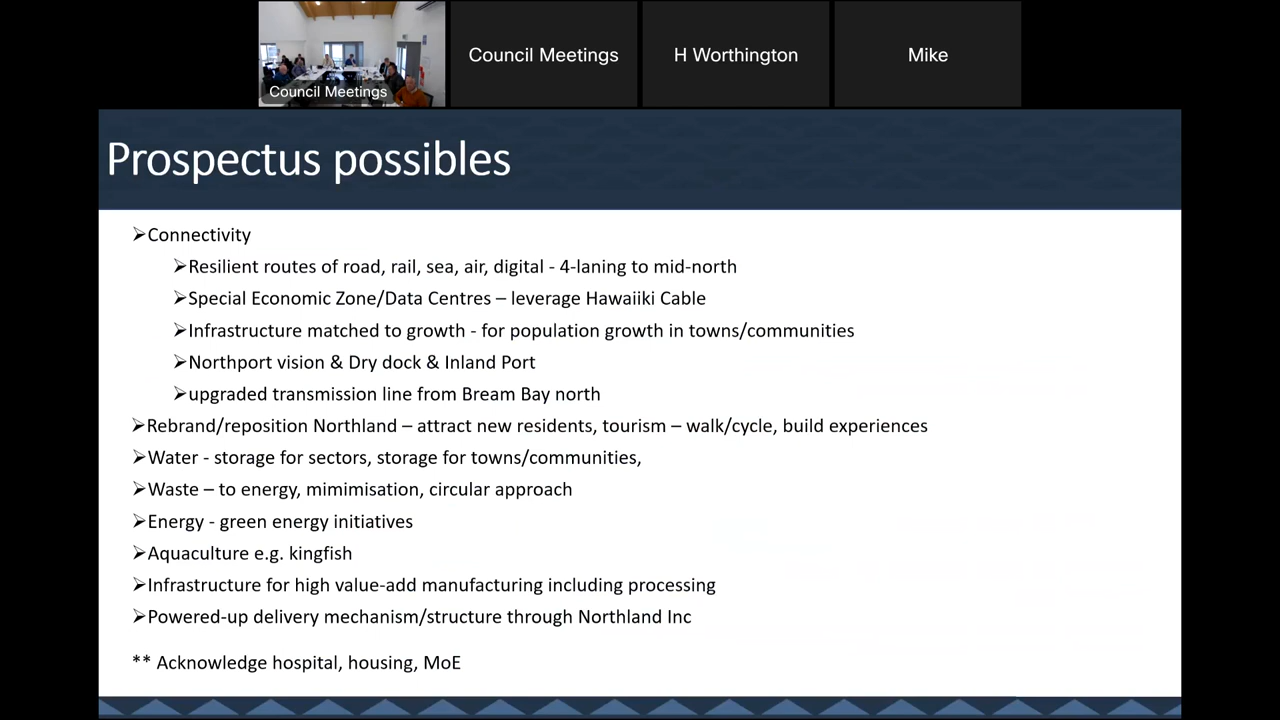 Council Meetings
Council Meetings
H Worthington
Mike
Prospectus possibles
➢Connectivity
➢Resilient routes of road, rail, sea, air, digital - 4-laning to mid-north
➢Special Economic Zone/Data Centres – leverage Hawaiiki Cable
➢Infrastructure matched to growth - for population growth in towns/communities
➢Northport vision & Dry dock & Inland Port
➢upgraded transmission line from Bream Bay north
➢Rebrand/reposition Northland – attract new residents, tourism – walk/cycle, build experiences
➢Water - storage for sectors, storage for towns/communities,
➢Waste – to energy, mimimisation, circular approach
➢Energy - green energy initiatives
➢Aquaculture e.g. kingfish
➢Infrastructure for high value-add manufacturing including processing
➢Powered-up delivery mechanism/structure through Northland Inc
** Acknowledge hospital, housing, MoE